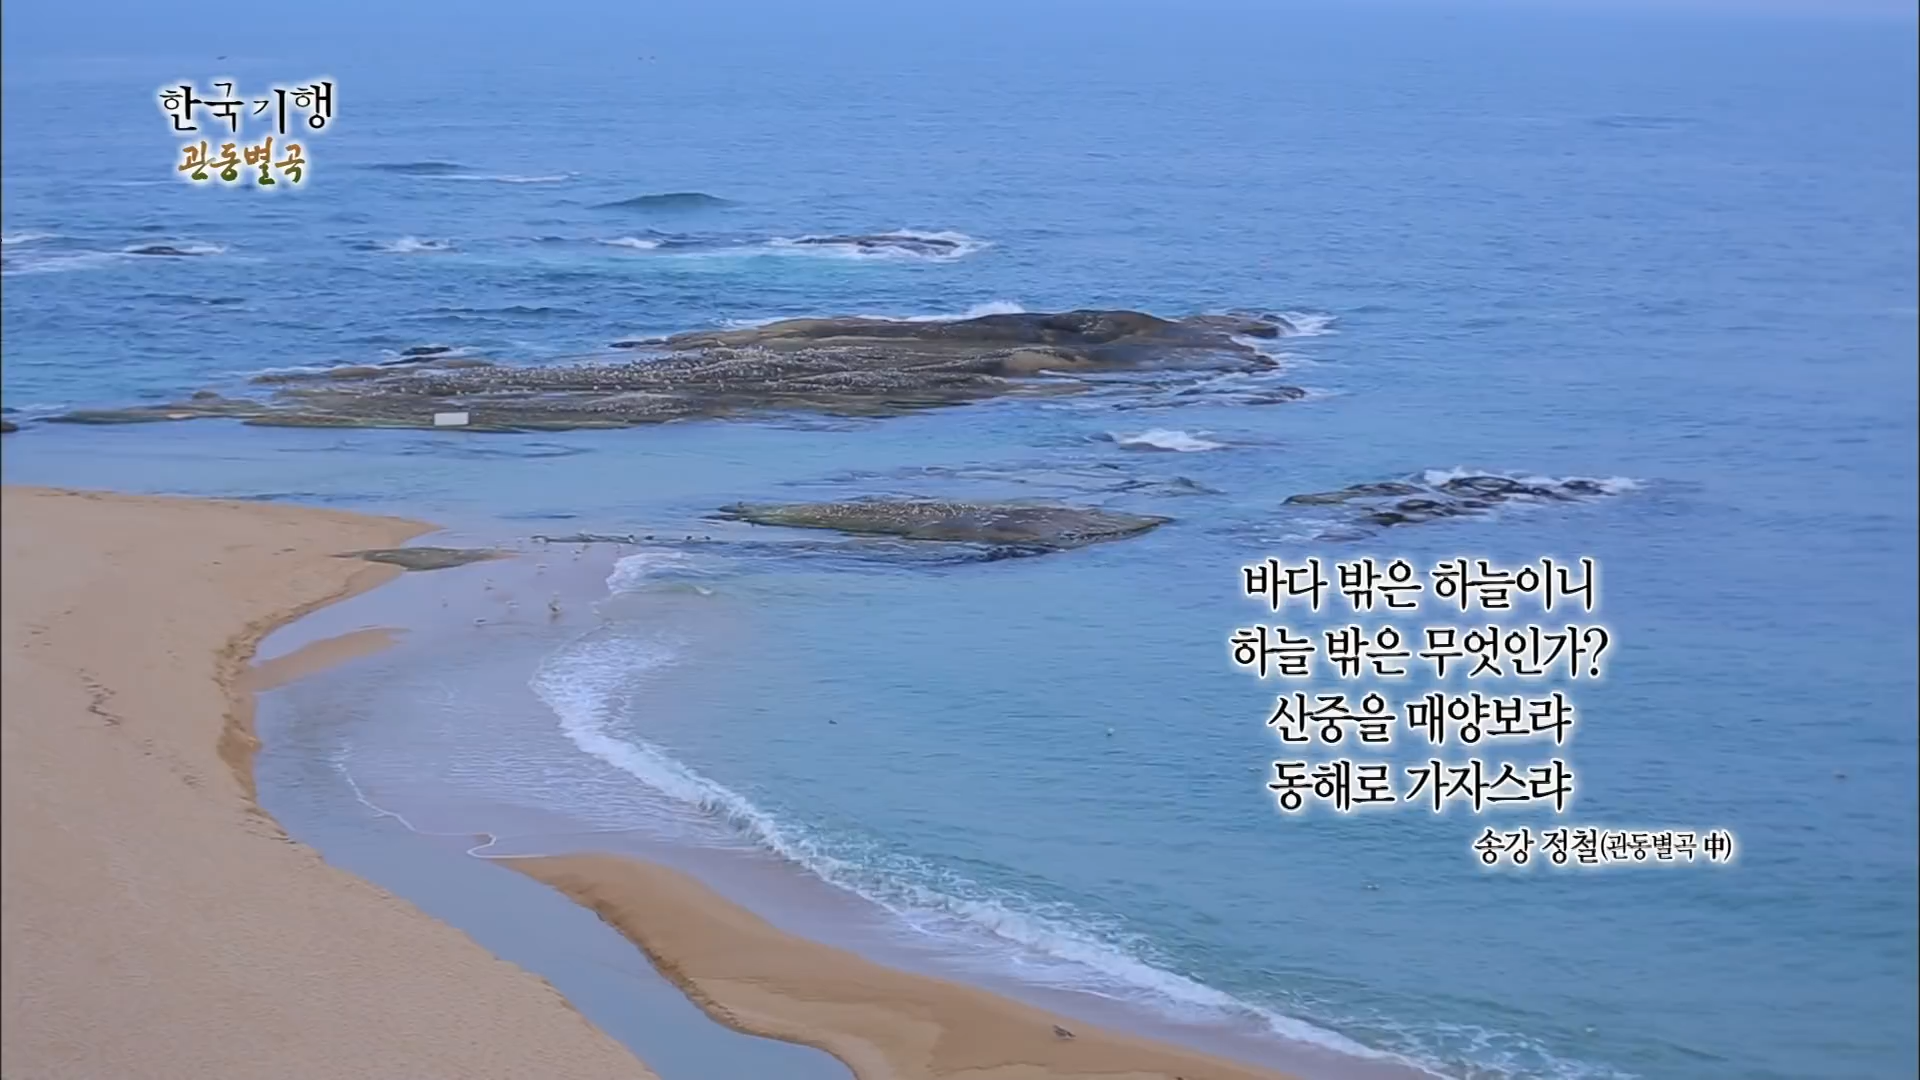 한국기행
관동별곡
바다 밖은 하늘이니
하늘 밖은 무엇인가?
산중을 매양보랴
동해로 가자스랴
송강 정철(관동별곡 中)